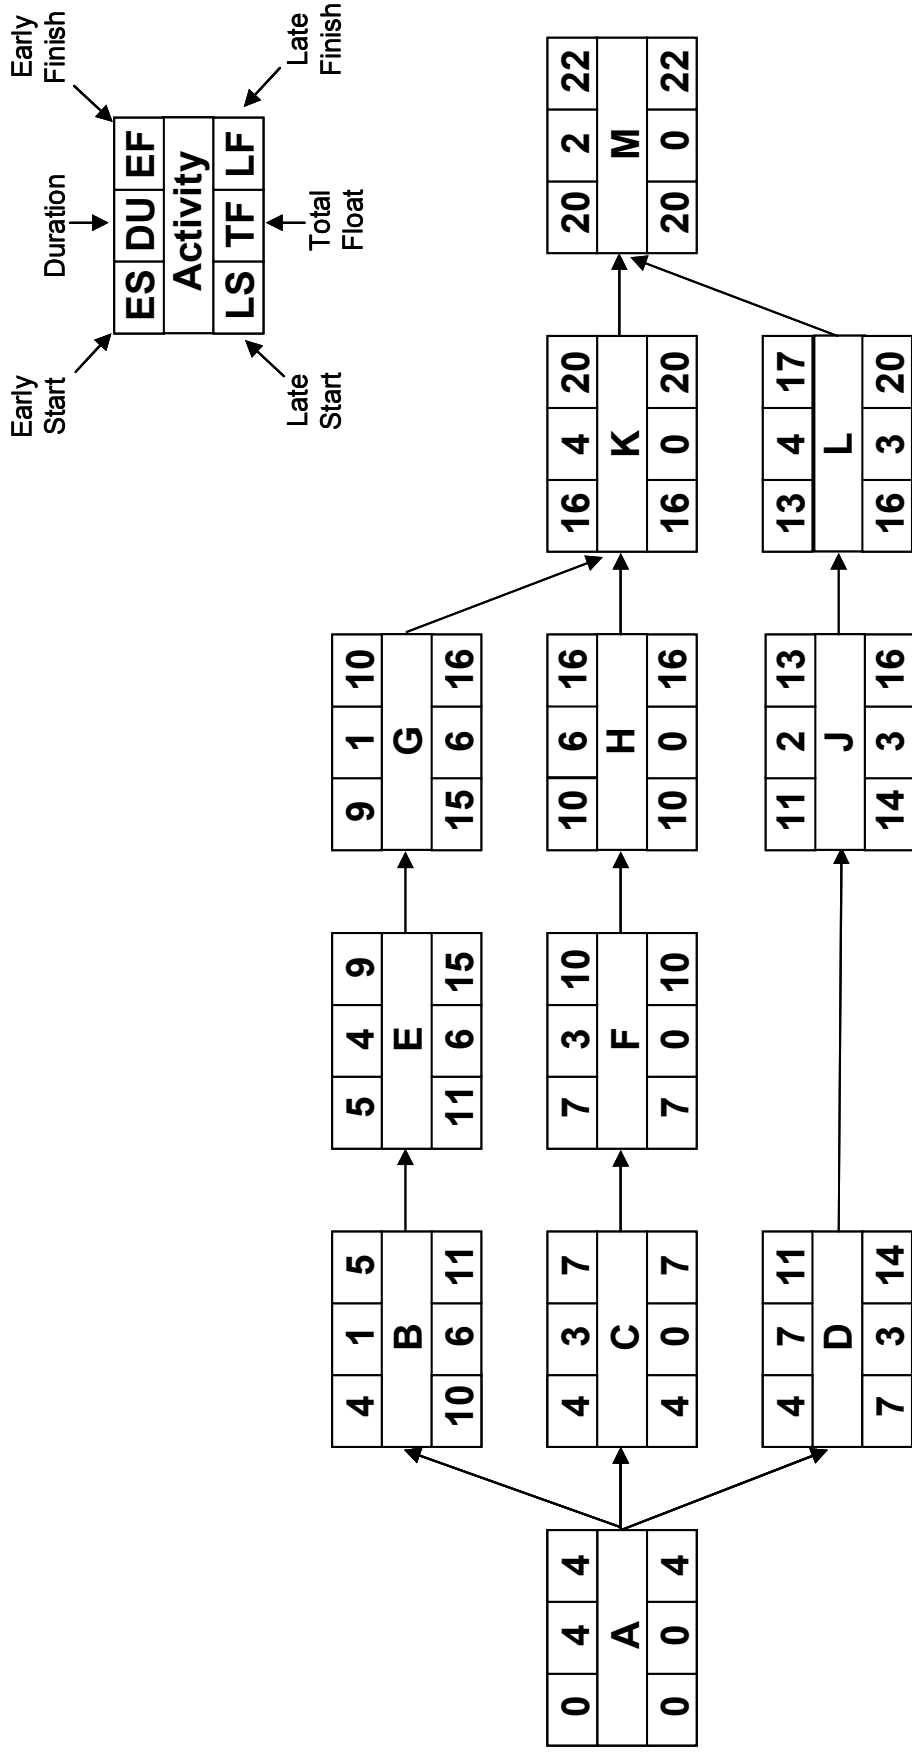 Early
Start
Duration
Early
Finish
ES DU EF
Activity
LS TF LF
Late
Start
Total
Float
Late
Finish
4 1 5
B
10 6 11
5 4 9
E
11 6 15
9 1 10
G
15 6 16
0 4 4
A
0 0 4
4 3 7
C
4 0 7
7 3 10
F
7 0 10
10 6 16
H
10 0 16
16 4 20
K
16 0 20
20 2 22
M
20 0 22
4 7 11
D
7 3 14
11 2 13
J
14 3 16
13 4 17
L
16 3 20